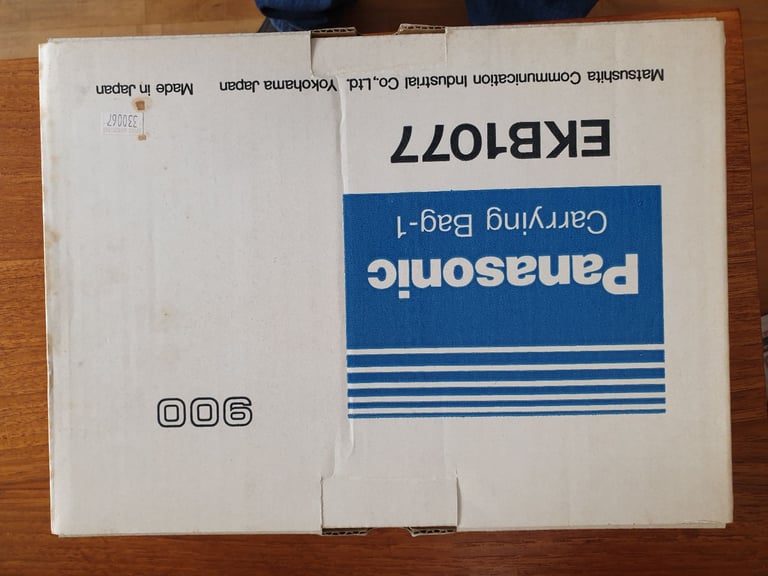 900
Panasonic
Carrying Bag-1
EKB1077
330067
Matsushita Communication Industrial Co.,Ltd. Yokohama Japan Made in Japan